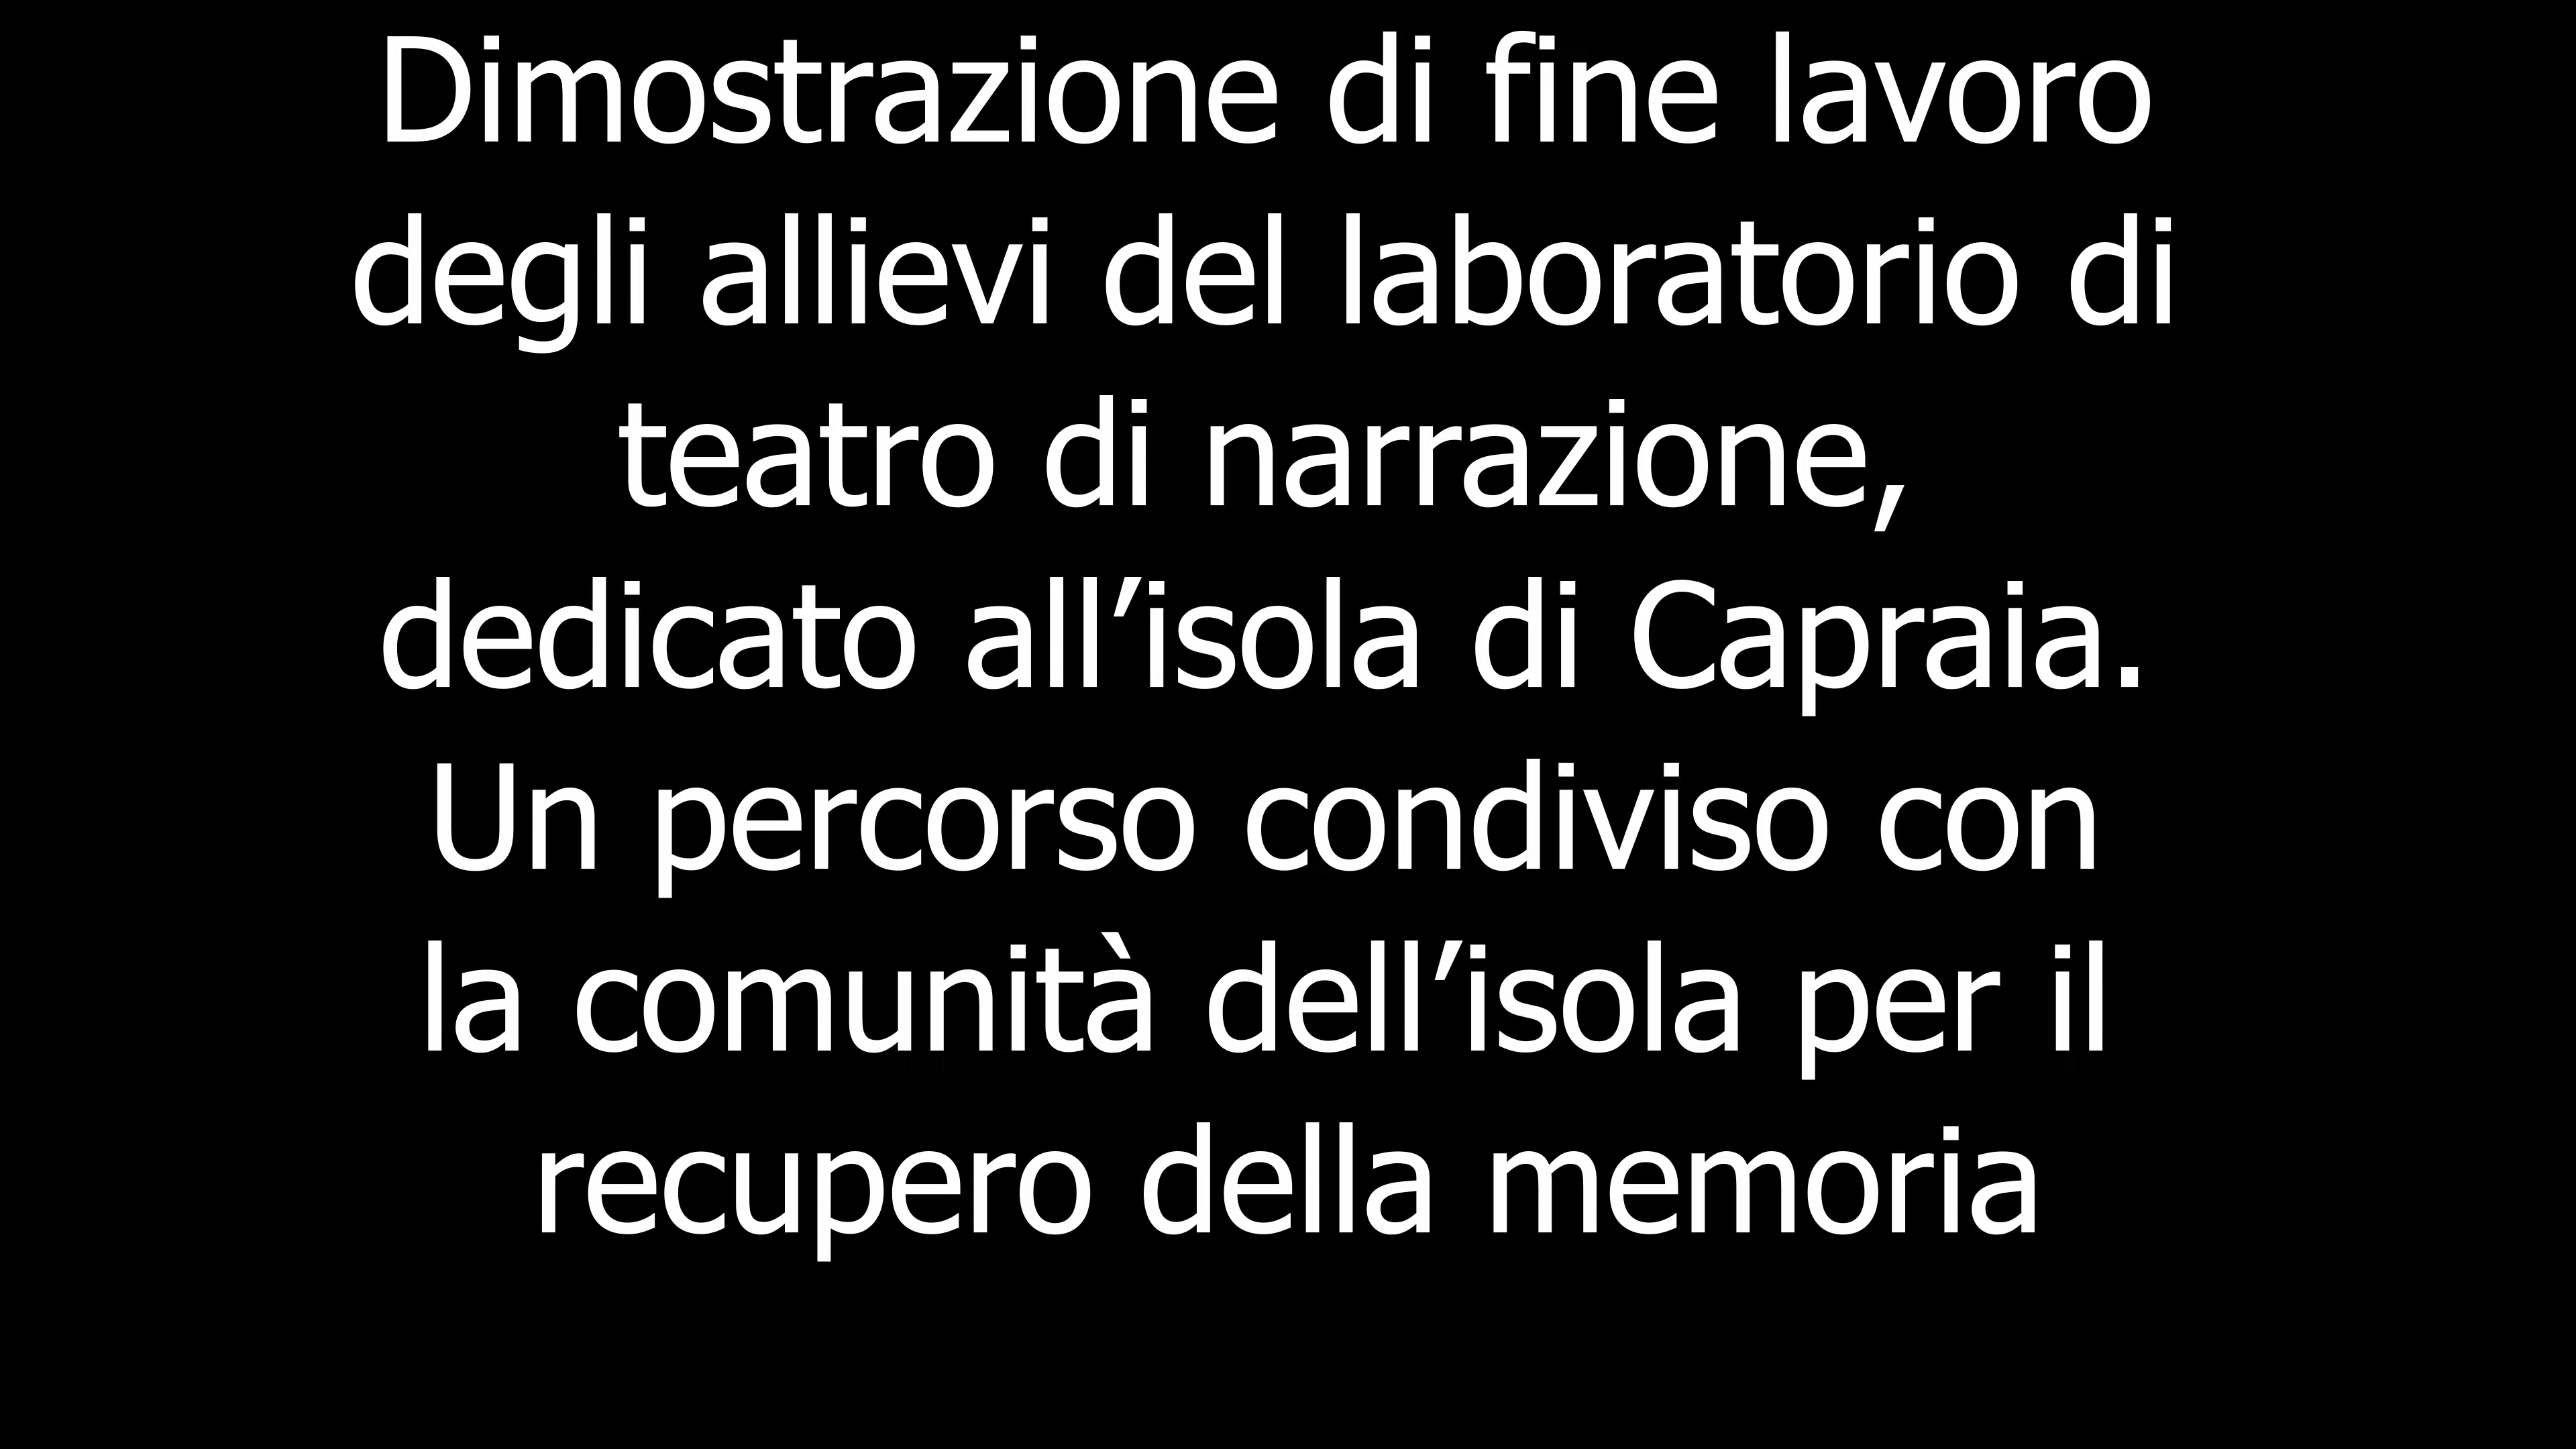 Dimostrazione di fine lavoro
degli allievi del laboratorio di
teatro di narrazione,
dedicato all’isola di Capraia.
Un percorso condiviso con
la comunità dell’isola per il
recupero della memoria